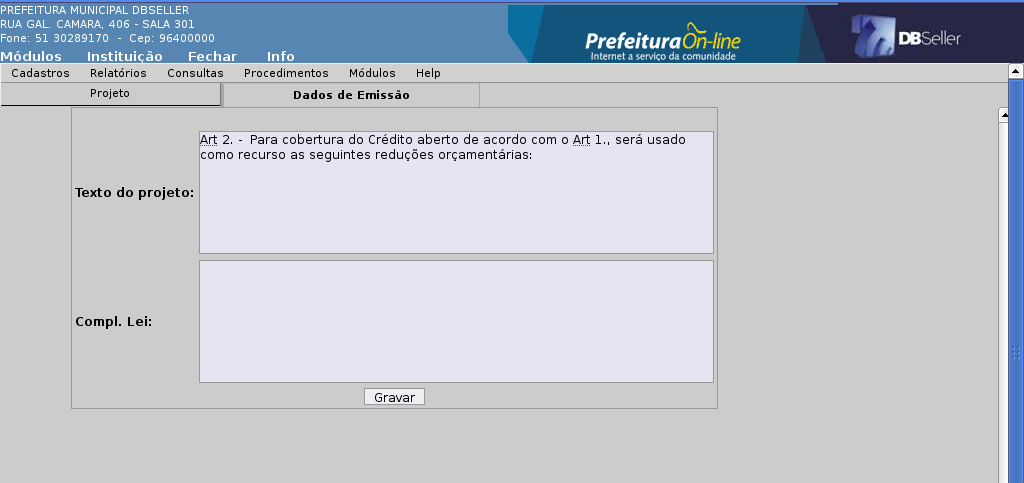 PREFEITURA MUNICIPAL DBSELLER
RUA GAL. CAMARA, 406 - SALA 301
Fone: 51 30289170 - Cep: 96400000
Prefeitura On-line
Internet a serviço da comunidade
DBSeller
Módulos Instituição Fechar Info
Cadastros Relatórios Consultas Procedimentos Módulos Help
Projeto Dados de Emissão
Texto do projeto:
Art 2. - Para cobertura do Crédito aberto de acordo com o Art 1., será usado
como recurso as seguintes reduções orçamentárias:
Compl. Lei:
Gravar